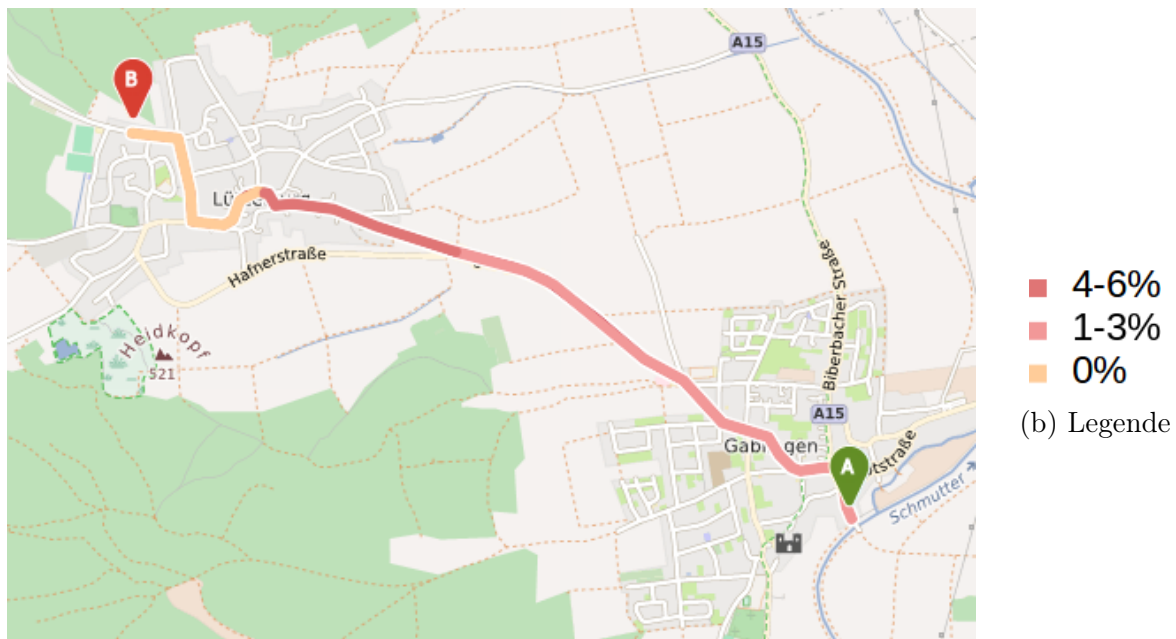 A15
B
Hafnerstraße
Heidkopf
521
Biberbacher Straße
A15
A
Schmutter
4-6%
1-3%
0%
(b) Legende